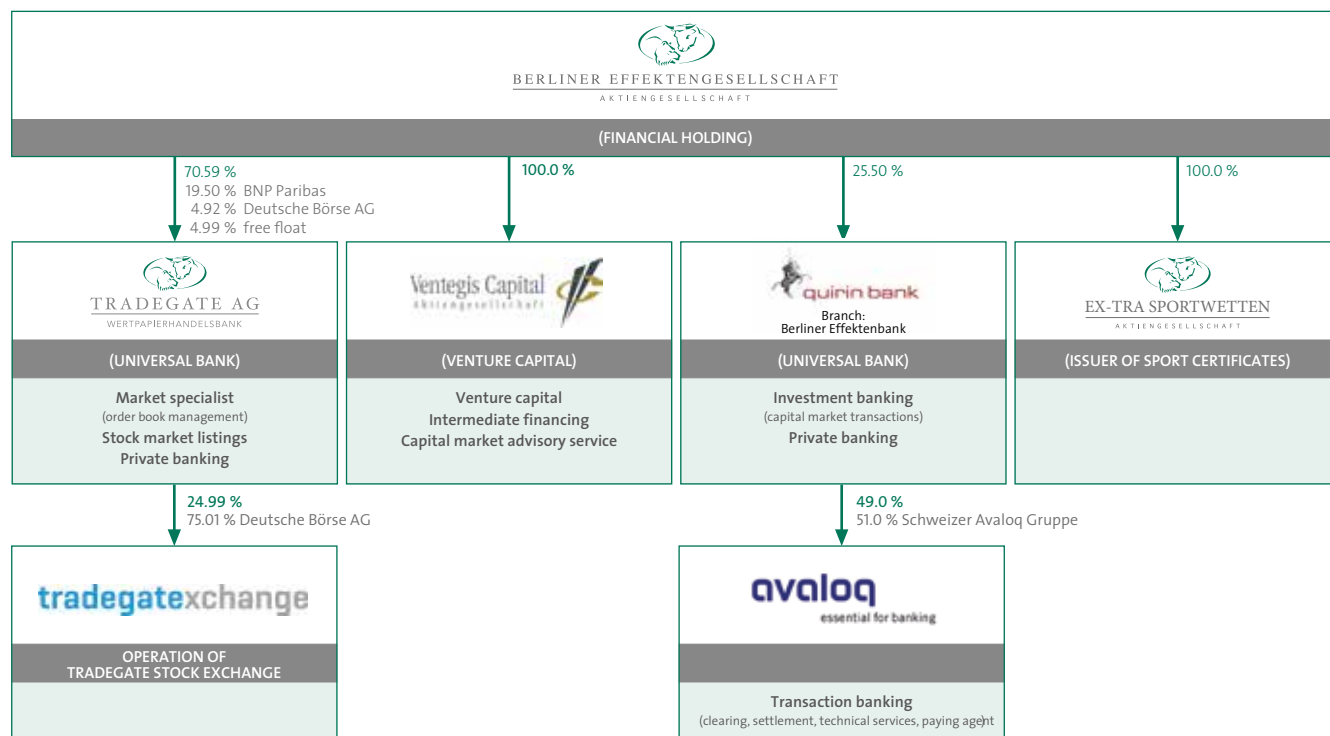 BERLINER EFFEKTENGESELLSCHAFT
AKTIENGESELLSCHAFT
(FINANCIAL HOLDING)
70.59 %
19.50 % BNP Paribas
4.92 % Deutsche Börse AG
4.99 % free float
100.0 %
25.50 %
100.0 %
TRADEGATE AG
WERTPAPIERHANDELSBANK
(UNIVERSAL BANK)
Market specialist
(order book management)
Stock market listings
Private banking
Ventegis Capital
Aktiengesellschaft
(VENTURE CAPITAL)
Venture capital
Intermediate financing
Capital market advisory service
quirin bank
Branch:
Berliner Effektenbank
(UNIVERSAL BANK)
Investment banking
(capital market transactions)
Private banking
EX-TRA SPORTWETTEN
AKTIENGESELLSCHAFT
(ISSUER OF SPORT CERTIFICATES)
24.99 %
75.01 % Deutsche Börse AG
49.0 %
51.0 % Schweizer Avaloq Gruppe
tradegatexchange
OPERATION OF
TRADEGATE STOCK EXCHANGE
avaloq
essential for banking
Transaction banking
(clearing, settlement, technical services, paying agent)